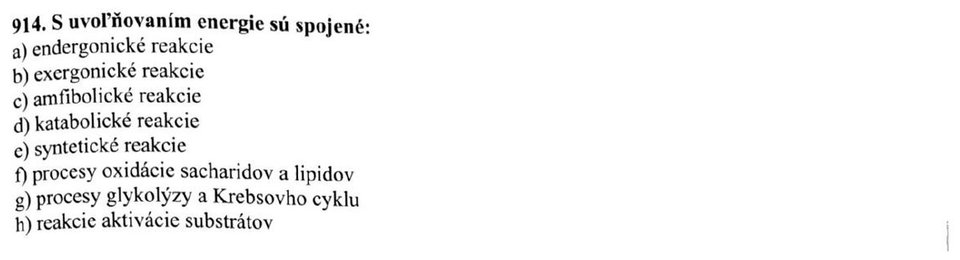 914. S uvoľňovaním energie sú spojené:
a) endergonické reakcie
b) exergonické reakcie
c) amfibolické reakcie
d) katabolické reakcie
e) syntetické reakcie
f) procesy oxidácie sacharidov a lipidov
g) procesy glykolýzy a Krebsovho cyklu
h) reakcie aktivácie substrátov